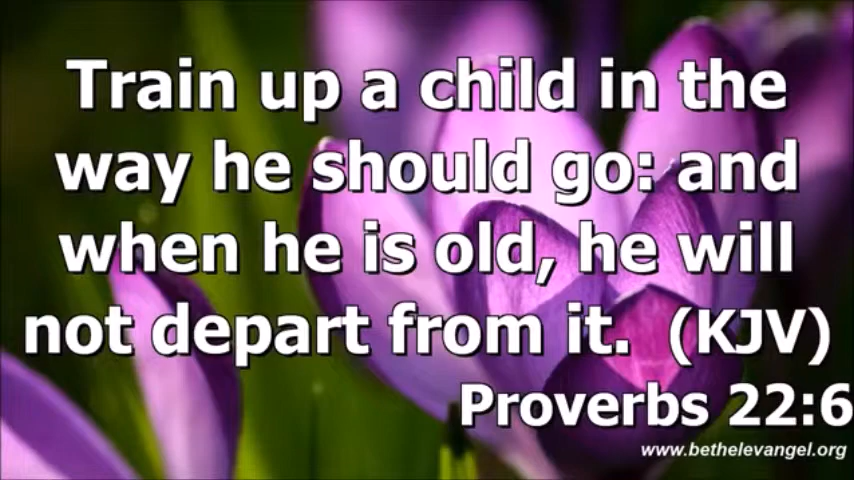 Train up a child in the
way he should go: and
when he is old, he will
not depart from it. (KJV)
Proverbs 22:6
www.bethelevangel.org